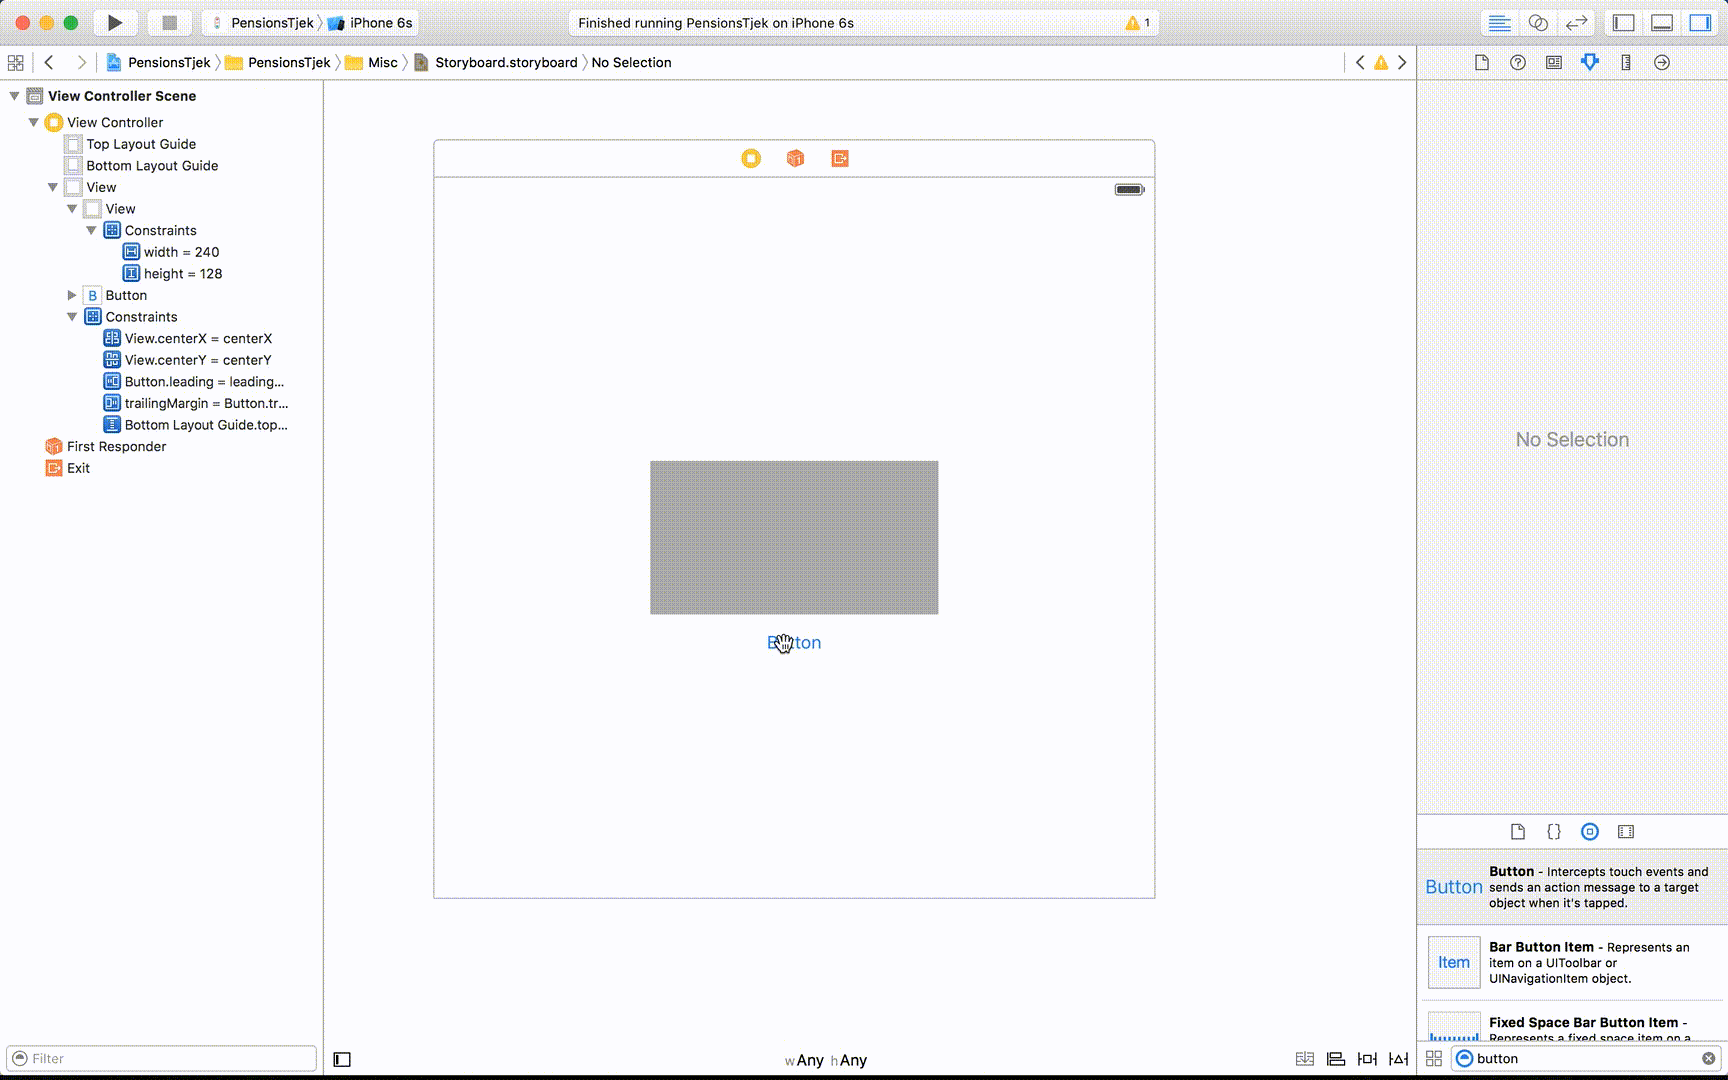 PensionsTjek iPhone 6s
Finished running PensionsTjek on iPhone 6s
1
PensionsTjek PensionsTjek Misc Storyboard.storyboard No Selection
View Controller Scene
View Controller
Top Layout Guide
Bottom Layout Guide
View
View
Constraints
width = 240
height = 128
B Button
Constraints
View.centerX = centerX
View.centerY = centerY
Button.leading = leading...
trailingMargin = Button.tr...
Bottom Layout Guide.top...
First Responder
Exit
Filter
Button
wAny hAny
No Selection
{}
Button
Button - Intercepts touch events and
sends an action message to a target
object when it's tapped.
Item
Bar Button Item - Represents an
item on a UIToolbar or
UINavigationItem object.
Fixed Space Bar Button Item -
Represents a fixed space item on a
button